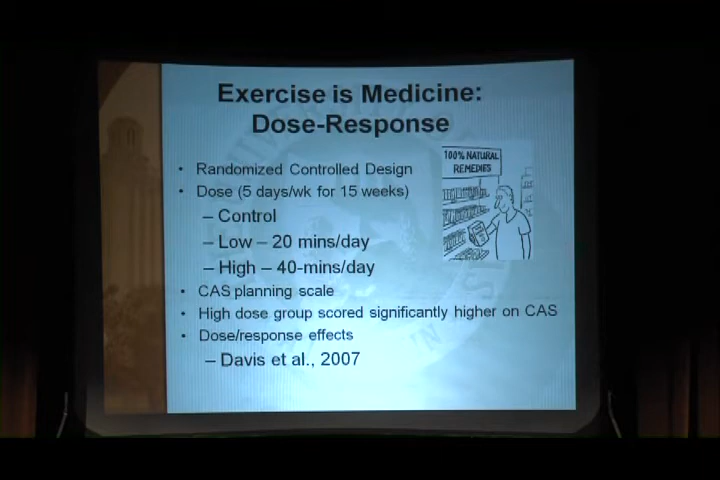 Exercise is Medicine:
Dose-Response
• Randomized Controlled Design
• Dose (5 days/wk for 15 weeks)
– Control
– Low – 20 mins/day
– High – 40-mins/day
• CAS planning scale
• High dose group scored significantly higher on CAS
• Dose/response effects
– Davis et al., 2007
100% NATURAL
REMEDIES